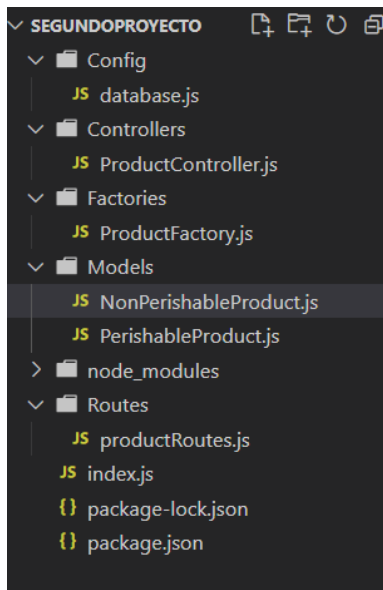 SEGUNDOPROYECTO
Config
JS database.js
Controllers
JS ProductController.js
Factories
JS ProductFactory.js
Models
JS NonPerishableProduct.js
JS PerishableProduct.js
node_modules
Routes
JS productRoutes.js
JS index.js
{} package-lock.json
{} package.json